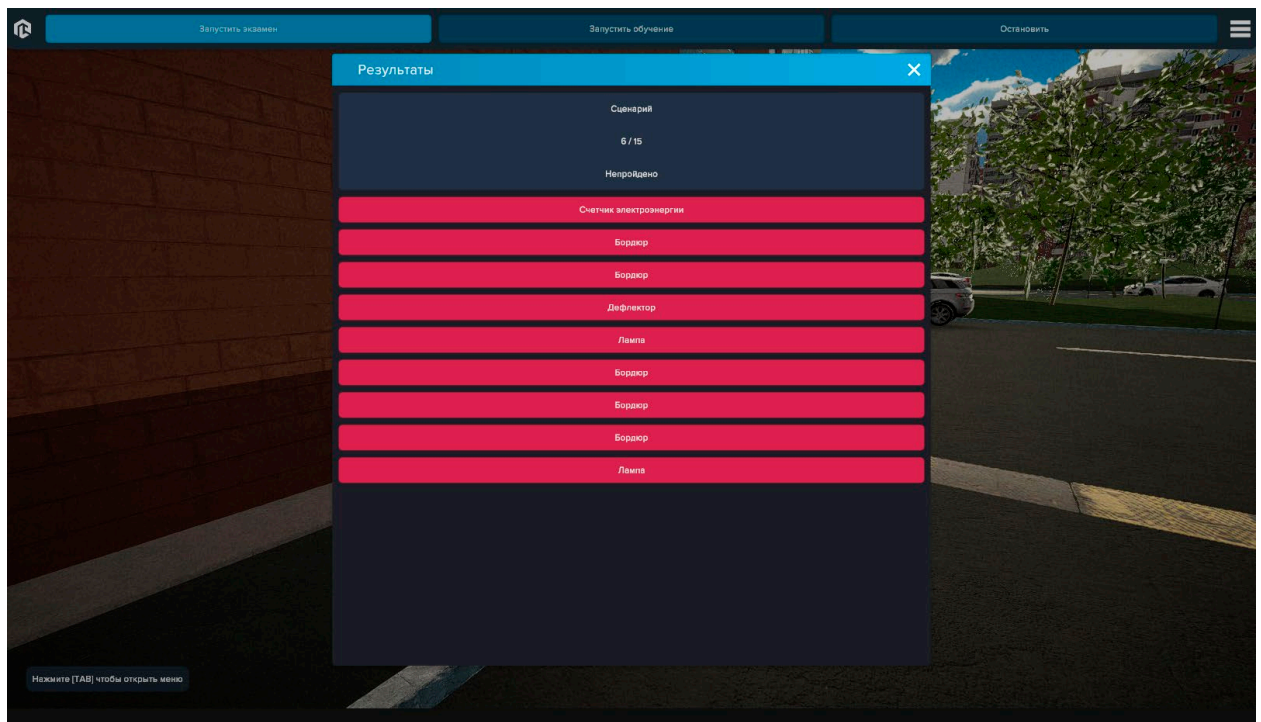 Запустить экзамен
Запустить обучение
Остановить
Результаты
Сценарий
6 / 15
Непройдено
Счетчик электроэнергии
Бордюр
Бордюр
Дефлектор
Лампа
Бордюр
Бордюр
Бордюр
Лампа
Нажмите [TAB] чтобы открыть меню